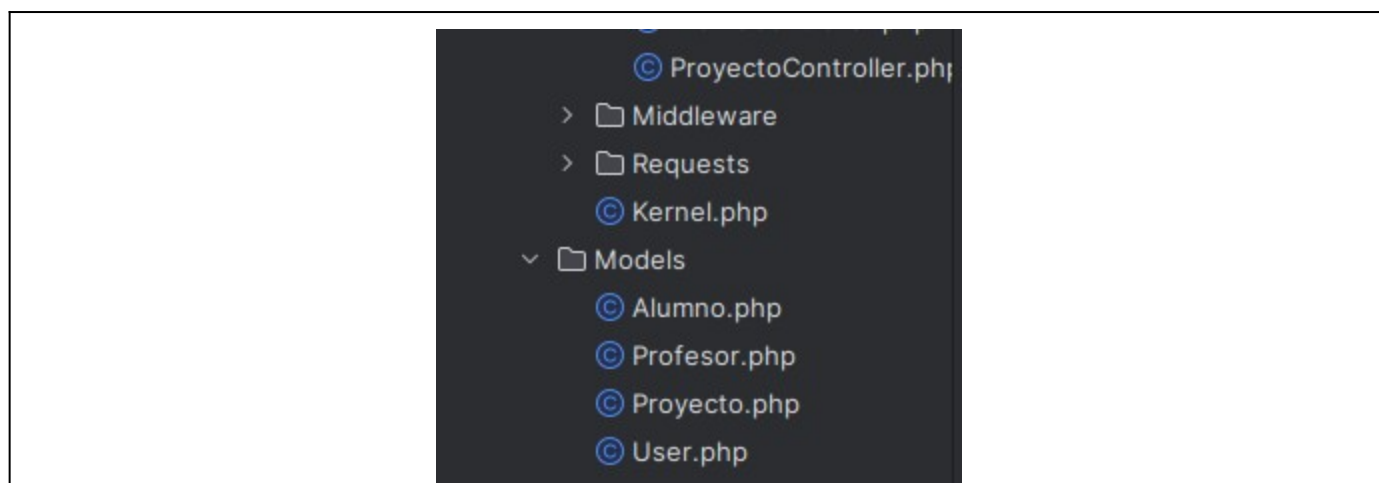 ProyectoController.php
Middleware
Requests
Kernel.php
Models
Alumno.php
Profesor.php
Proyecto.php
User.php